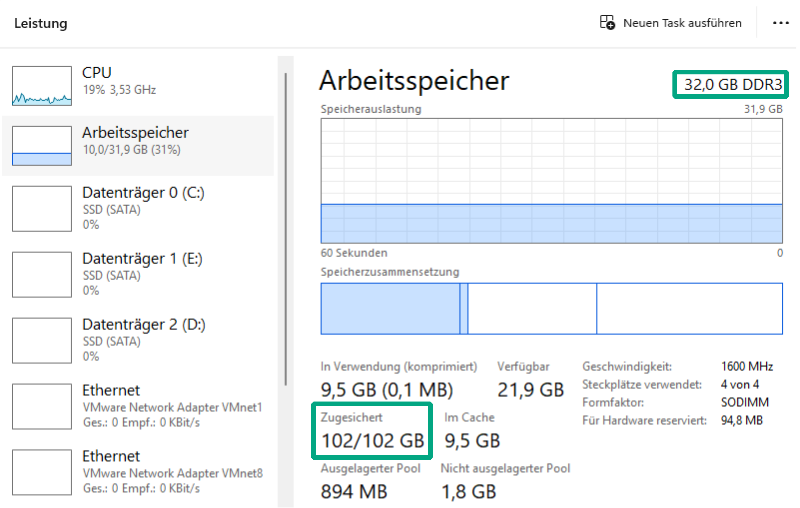 Leistung
Neuen Task ausführen
CPU
19% 3,53 GHz
Arbeitsspeicher
10,0/31,9 GB (31%)
Datenträger 0 (C:)
SSD (SATA)
0%
Datenträger 1 (E:)
SSD (SATA)
0%
Datenträger 2 (D:)
SSD (SATA)
0%
Ethernet
VMware Network Adapter VMnet1
Ges.: 0 Empf.: 0 KBit/s
Ethernet
VMware Network Adapter VMnet8
Ges.: 0 Empf.: 0 KBit/s
Arbeitsspeicher
32,0 GB DDR3
Speicherauslastung
31,9 GB
60 Sekunden
0
Speicherzusammensetzung
In Verwendung (komprimiert)
9,5 GB (0,1 MB)
Verfügbar
21,9 GB
Zugesichert
102/102 GB
Im Cache
9,5 GB
Ausgelagerter Pool
894 MB
Nicht ausgelagerter Pool
1,8 GB
Geschwindigkeit: 1600 MHz
Steckplätze verwendet: 4 von 4
Formfaktor: SODIMM
Für Hardware reserviert: 94,8 MB